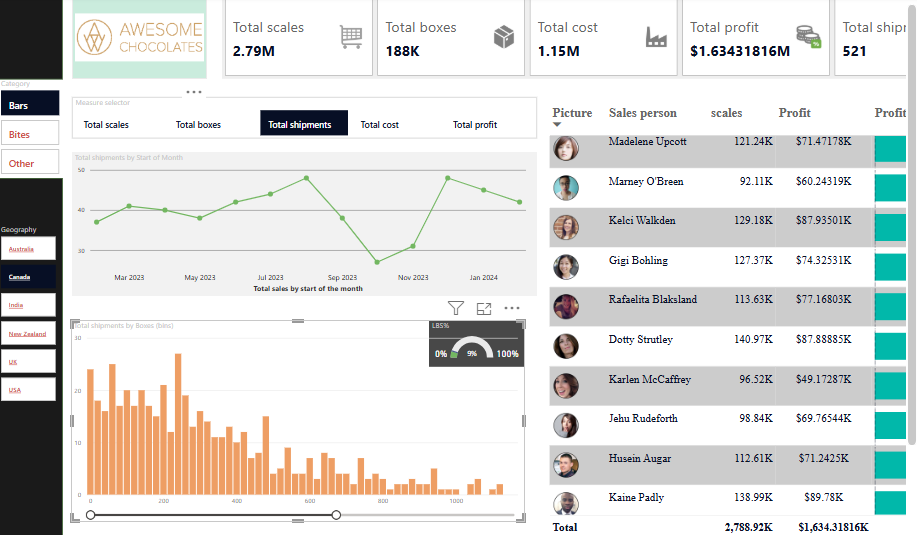 AWESOME
CHOCOLATES
Total scales
2.79M
Total boxes
188K
Total cost
1.15M
Total profit
$1.63431816M
Total shipr
521
Category
Bars
Bites
Other
Geography
Australia
Canada
India
New Zealand
UK
USA
Measure selector
Total scales Total boxes Total shipments Total cost Total profit
Total shipments by Start of Month
50
40
30
Mar 2023 May 2023 Jul 2023 Sep 2023 Nov 2023 Jan 2024
Total sales by start of the month
Total shipments by Boxes (bins)
30
20
10
0
0 200 400 600 800 1000
LBS%
0% 9% 100%
Picture Sales person scales Profit Profit
Madelene Upcott 121.24K $71.47178K
Marney O'Breen 92.11K $60.24319K
Kelci Walkden 129.18K $87.93501K
Gigi Bohling 127.37K $74.32531K
Rafaelita Blaksland 113.63K $77.16803K
Dotty Strutley 140.97K $87.88885K
Karlen McCaffrey 96.52K $49.17287K
Jehu Rudeforth 98.84K $69.76544K
Husein Augar 112.61K $71.2425K
Kaine Padly 138.99K $89.78K
Total 2,788.92K $1,634.31816K